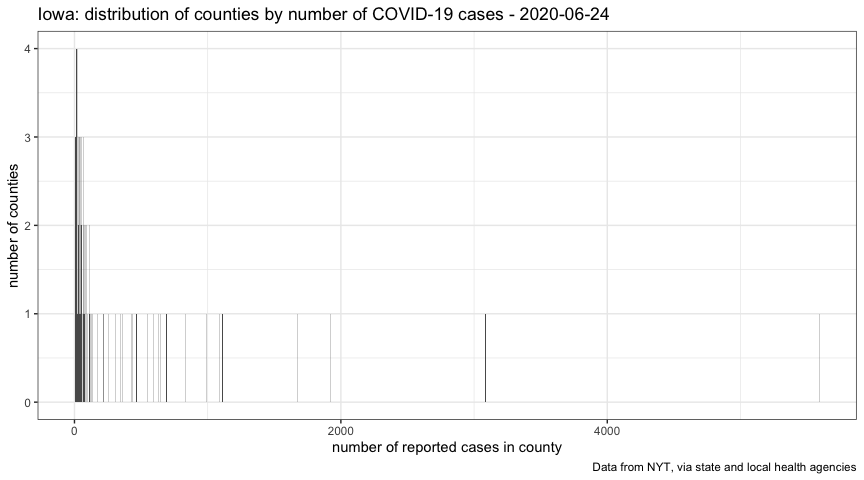 Iowa: distribution of counties by number of COVID-19 cases - 2020-06-24
number of counties
4
3
2
1
0
0 2000 4000
number of reported cases in county
Data from NYT, via state and local health agencies